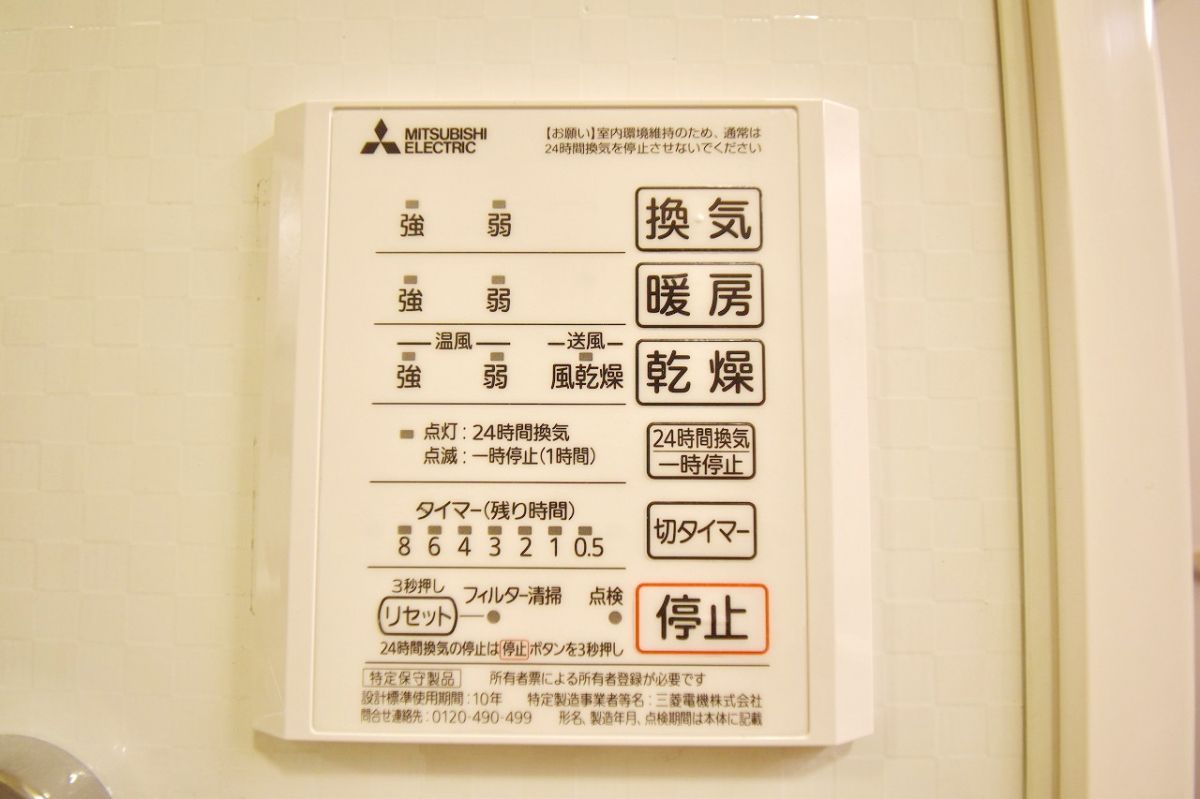 MITSUBISHI
ELECTRIC
【お願い】室内環境維持のため、通常は
24時間換気を停止させないでください
強 弱 換気
強 弱 暖房
温風 送風
強 弱 風乾燥 乾燥
点灯：24時間換気
点滅：一時停止(1時間)
24時間換気
一時停止
タイマー(残り時間)
8 6 4 3 2 1 0.5
切タイマー
3秒押し
リセット フィルター清掃 点検
停止
24時間換気の停止は停止ボタンを3秒押し
特定保守製品 所有者票による所有者登録が必要です
設計標準使用期間：10年 特定製造事業者等名：三菱電機株式会社
問合せ連絡先：0120-490-499 形名、製造年月、点検期間は本体に記載